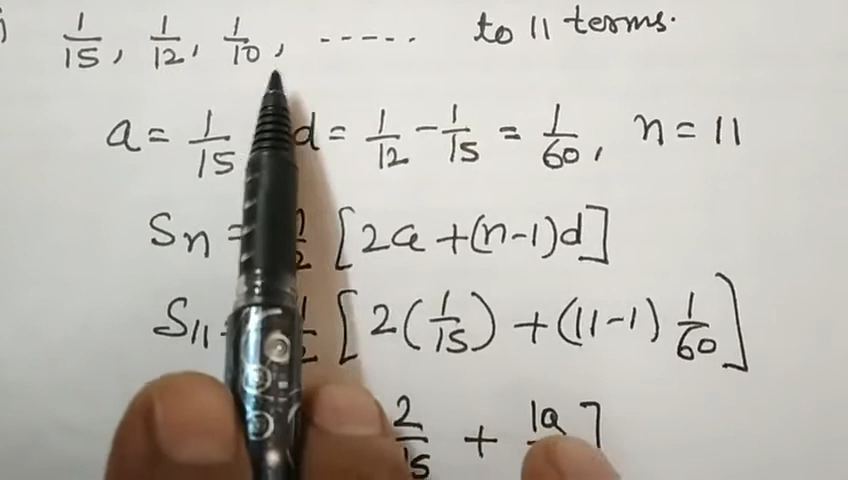 1/15, 1/12, 1/10, ----- to 11 terms.
a = 1/15 d = 1/12 - 1/15 = 1/60, n = 11
Sn = [2a + (n-1)d]
S11 [2(1/15) + (11-1) 1/60]
2/15 + ]